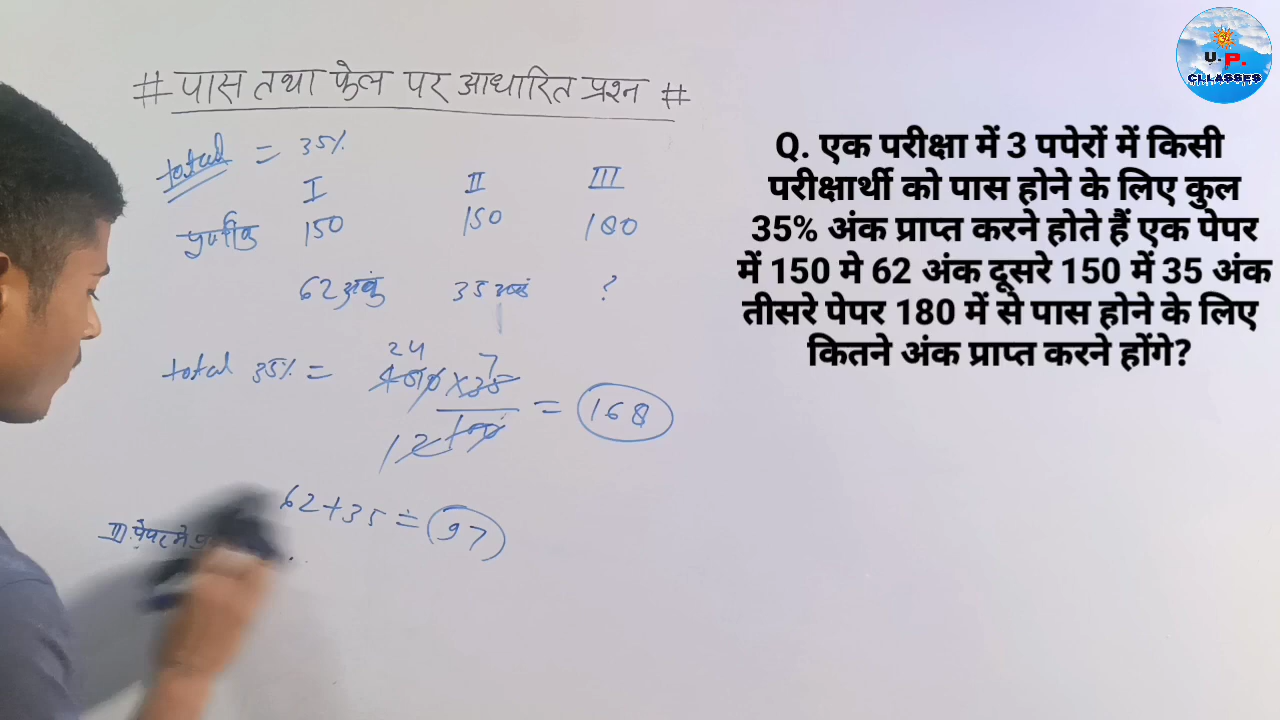 # पास तथा फेल पर आधारित प्रश्न #
total = 35%
I II III
पूर्णांक 150 150 180
62 अंक 35 अंक ?
24 7
total 35% = 480 × 35 = 168
12 100
62 + 35 = 97
III पेपर मे
U.P.
CLLASSES
Q. एक परीक्षा में 3 पपेरों में किसी
परीक्षार्थी को पास होने के लिए कुल
35% अंक प्राप्त करने होते हैं एक पेपर
में 150 मे 62 अंक दूसरे 150 में 35 अंक
तीसरे पेपर 180 में से पास होने के लिए
कितने अंक प्राप्त करने होंगे?